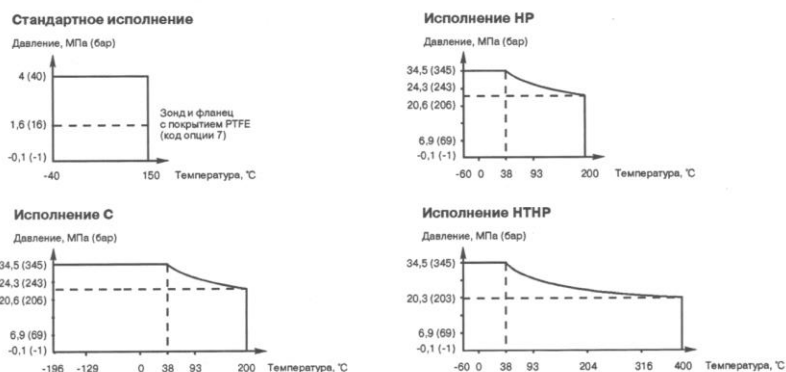 Стандартное исполнение
Давление, МПа (бар)
4 (40)
1,6 (16)
-0,1 (-1)
Зонд и фланец
с покрытием PTFE
(код опции 7)
-40 150 Температура, °C
Исполнение HP
Давление, МПа (бар)
34,5 (345)
24,3 (243)
20,6 (206)
6,9 (69)
-0,1 (-1)
-60 0 38 93 200 Температура, °C
Исполнение C
Давление, МПа (бар)
34,5 (345)
24,3 (243)
20,6 (206)
6,9 (69)
-0,1 (-1)
-196 -129 0 38 93 200 Температура, °C
Исполнение HTHP
Давление, МПа (бар)
34,5 (345)
20,3 (203)
6,9 (69)
-0,1 (-1)
-60 0 38 93 204 316 400 Температура, °C